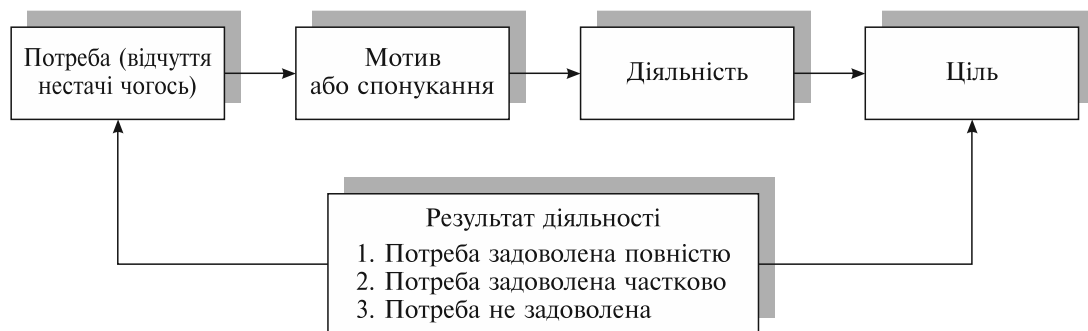 Потреба (відчуття
нестачі чогось)
Мотив
або спонукання
Діяльність
Ціль
Результат діяльності
1. Потреба задоволена повністю
2. Потреба задоволена частково
3. Потреба не задоволена